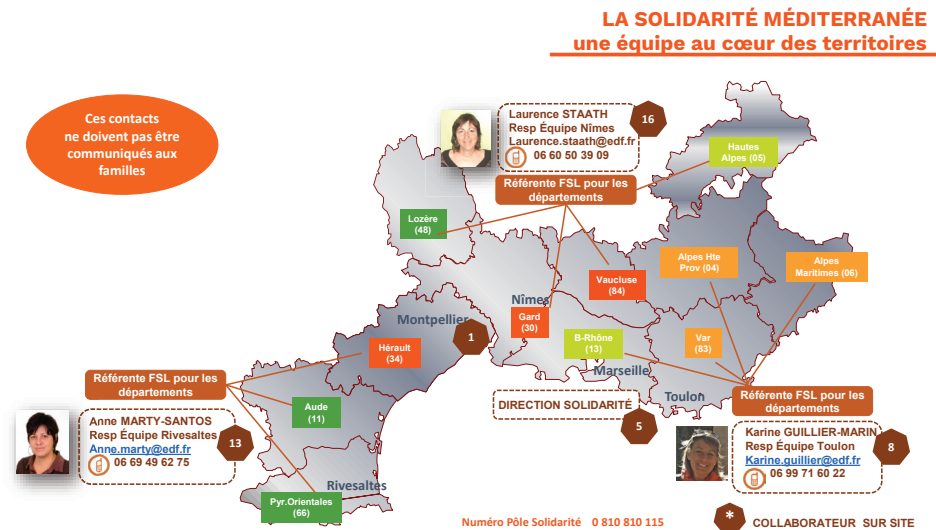 LA SOLIDARITÉ MÉDITERRANÉE
une équipe au cœur des territoires
Ces contacts
ne doivent pas être
communiqués aux
familles
Laurence STAATH
Resp Équipe Nîmes
Laurence.staath@edf.fr
06 60 50 39 09
16
Référente FSL pour les
départements
Hautes
Alpes (05)
Lozère
(48)
Alpes Hte
Prov (04)
Alpes
Maritimes (06)
Vaucluse
(84)
Nîmes
Gard
(30)
Montpellier
1
Hérault
(34)
B-Rhône
(13)
Var
(83)
Marseille
Toulon
Référente FSL pour les
départements
Aude
(11)
DIRECTION SOLIDARITÉ
5
Référente FSL pour les
départements
Anne MARTY-SANTOS
Resp Équipe Rivesaltes
Anne.marty@edf.fr
06 69 49 62 75
13
Karine GUILLIER-MARIN
Resp Équipe Toulon
Karine.guillier@edf.fr
06 99 71 60 22
8
Rivesaltes
Pyr.Orientales
(66)
Numéro Pôle Solidarité 0 810 810 115
* COLLABORATEUR SUR SITE